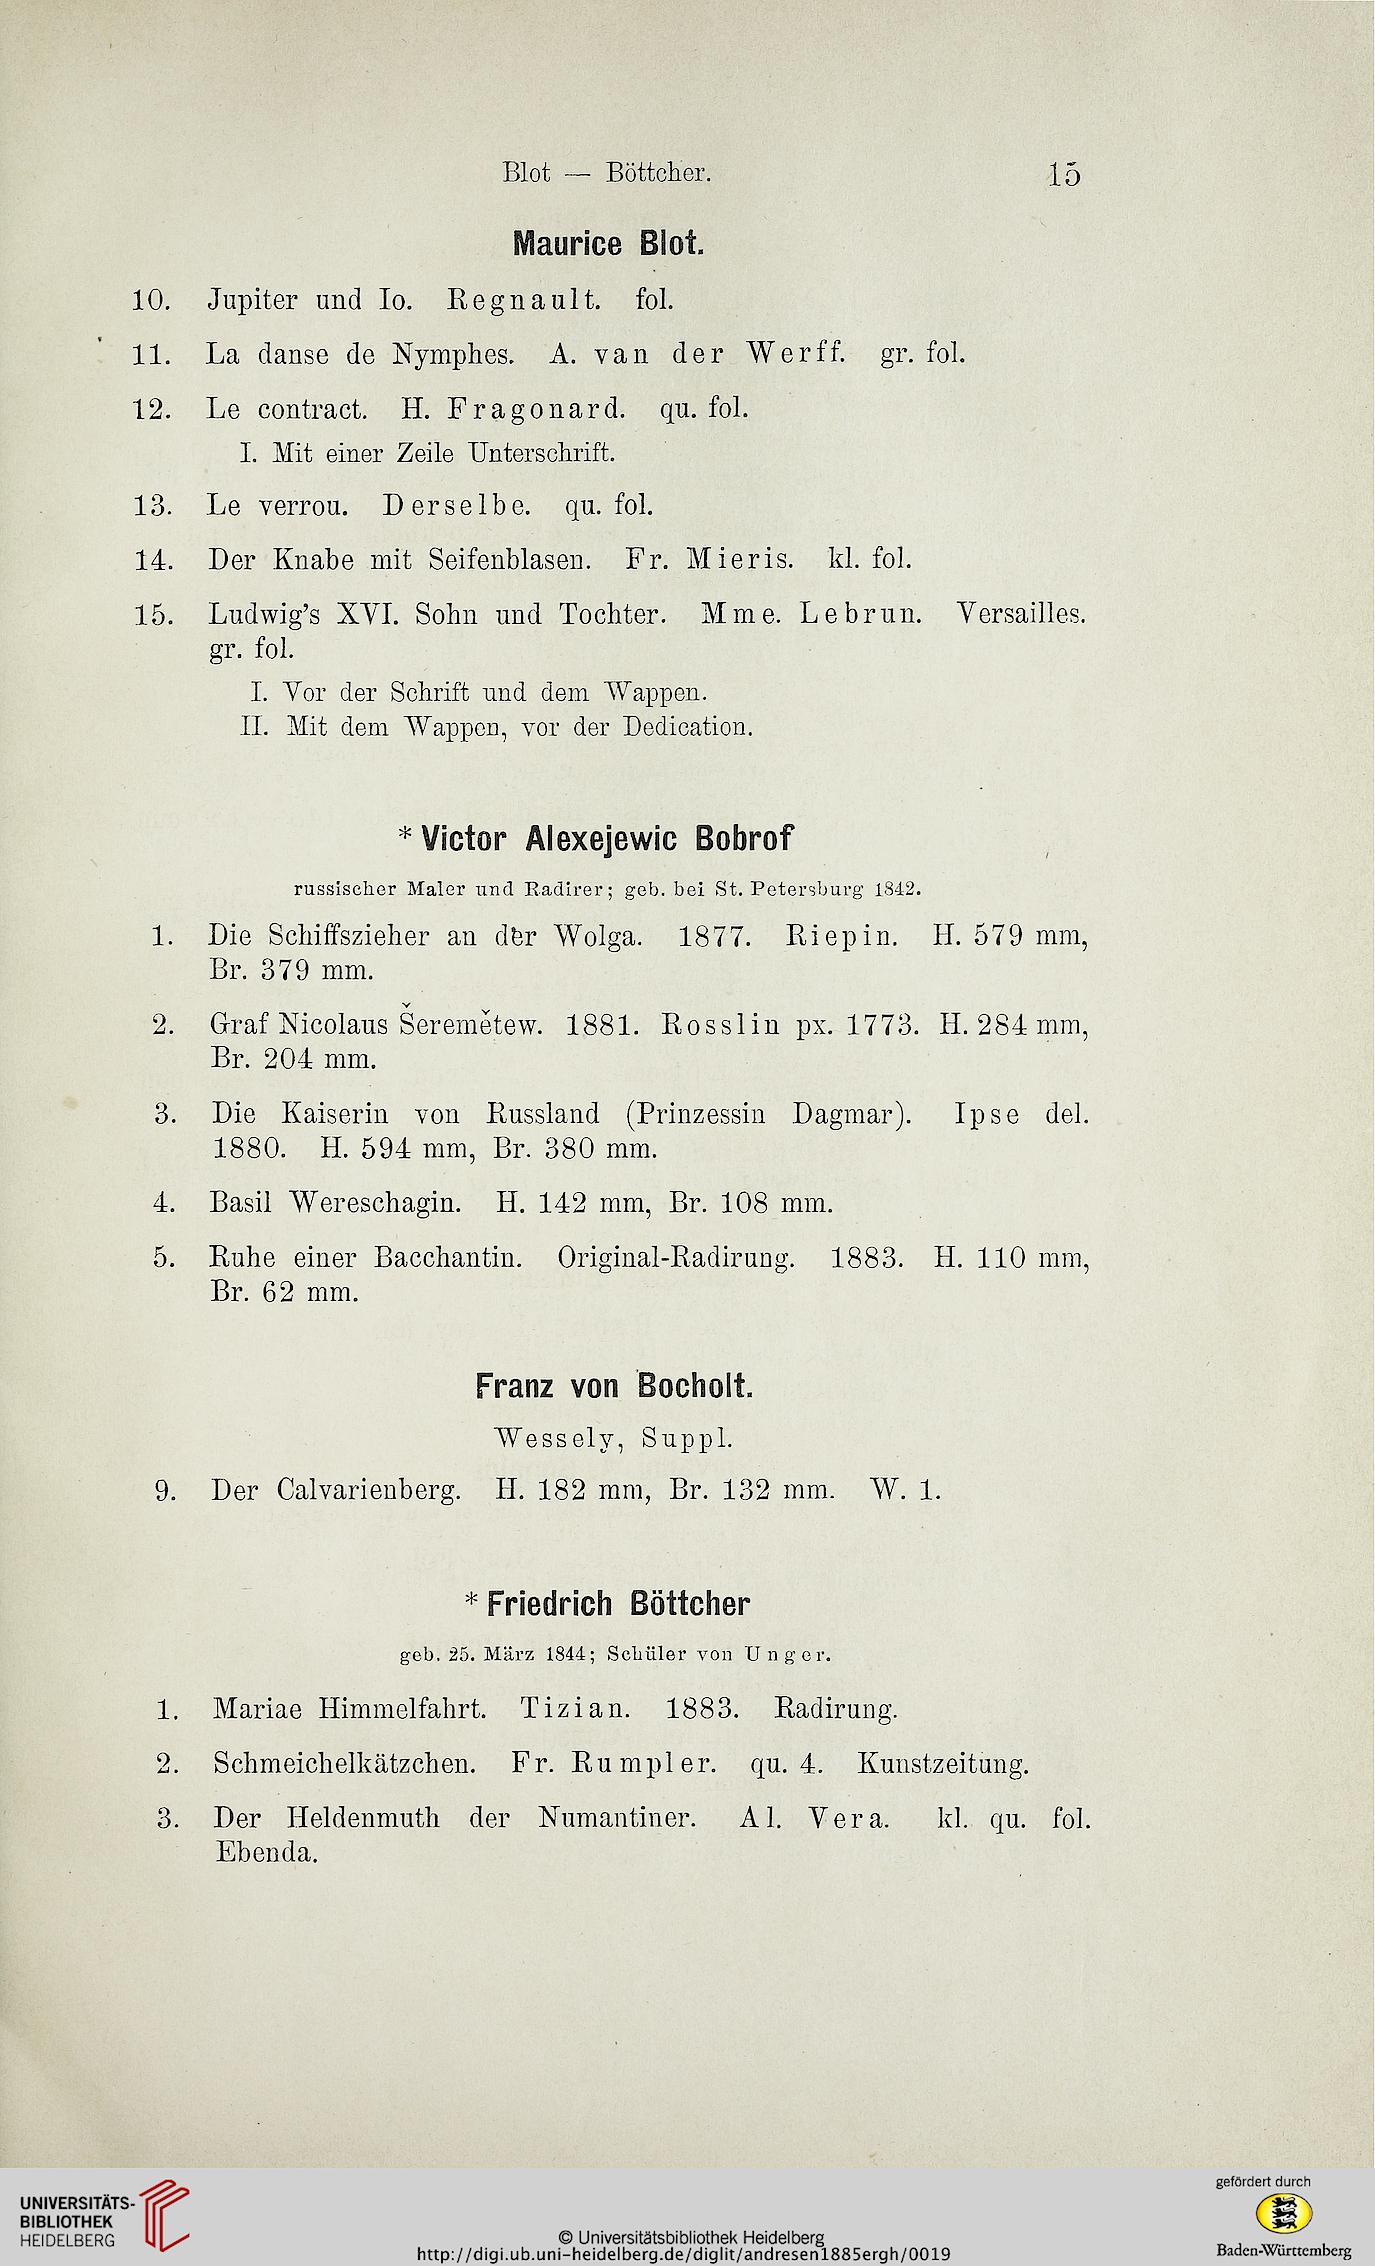 Blot — Böttcher. 15
Maurice Blot.
10. Jupiter und Io. Regnault. fol.
11. La danse de Nymphes. A. van der Werff. gr. fol.
12. Le contract. H. Fragonard. qu. fol.
I. Mit einer Zeile Unterschrift.
13. Le verrou. Derselbe. qu. fol.
14. Der Knabe mit Seifenblasen. Fr. Mieris. kl. fol.
15. Ludwig's XVI. Sohn und Tochter. Mme. Lebrun. Versailles.
gr. fol.
I. Vor der Schrift und dem Wappen.
II. Mit dem Wappen, vor der Dedication.
* Victor Alexejewic Bobrof
russischer Maler und Radirer; geb. bei St. Petersburg 1842.
1. Die Schiffszieher an der Wolga. 1877. Riepin. H. 579 mm,
Br. 379 mm.
2. Graf Nicolaus Šeremětew. 1881. Rosslin px. 1773. H. 284 mm,
Br. 204 mm.
3. Die Kaiserin von Russland (Prinzessin Dagmar). Ipse del.
1880. H. 594 mm, Br. 380 mm.
4. Basil Wereschagin. H. 142 mm, Br. 108 mm.
5. Ruhe einer Bacchantin. Original-Radirung. 1883. H. 110 mm,
Br. 62 mm.
Franz von Bocholt.
Wessely, Suppl.
9. Der Calvarienberg. H. 182 mm, Br. 132 mm. W. 1.
* Friedrich Böttcher
geb. 25. März 1844; Schüler von Unger.
1. Mariae Himmelfahrt. Tizian. 1883. Radirung.
2. Schmeichelkätzchen. Fr. Rumpler. qu. 4. Kunstzeitung.
3. Der Heldenmuth der Numantiner. Al. Vera. kl. qu. fol.
Ebenda.
UNIVERSITÄTS-
BIBLIOTHEK
HEIDELBERG
© Universitätsbibliothek Heidelberg
http://digi.ub.uni-heidelberg.de/diglit/andresen1885ergh/0019
gefördert durch
Baden-Württemberg